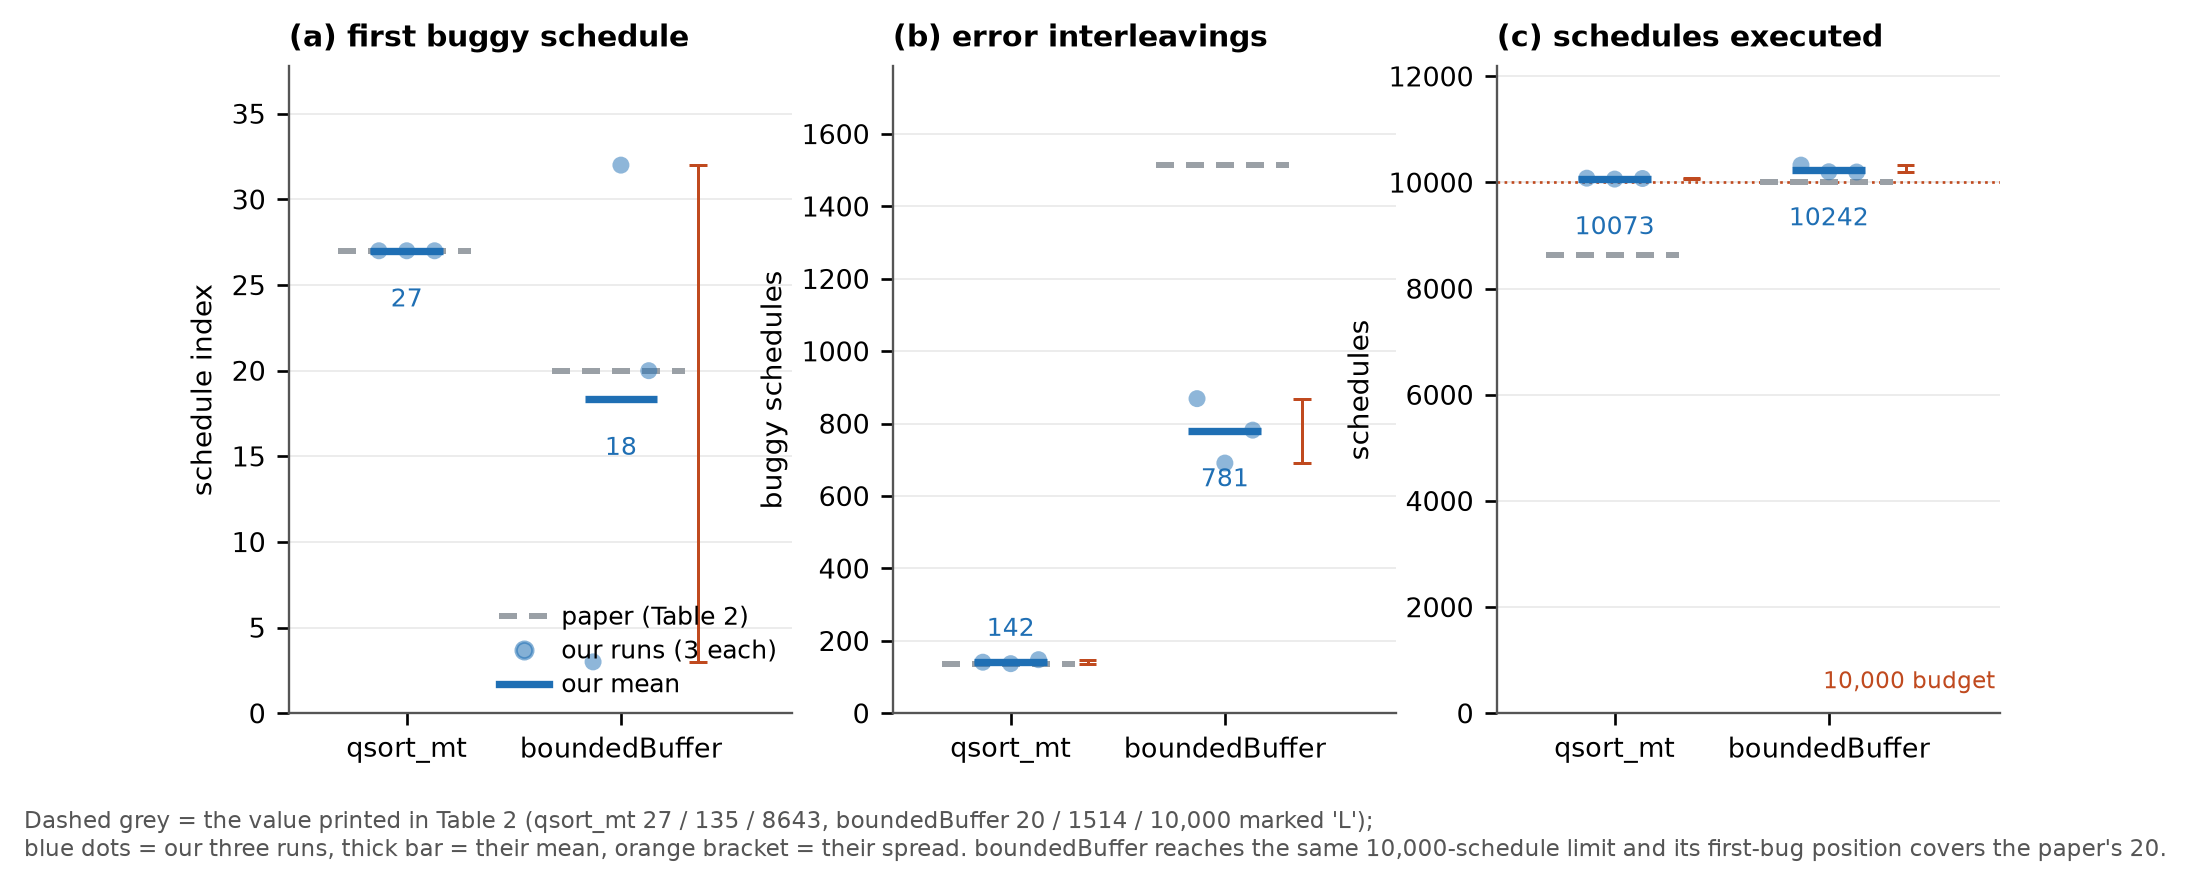 (a) first buggy schedule
(b) error interleavings
(c) schedules executed
schedule index
35
30
25
20
15
10
5
0
27
18
paper (Table 2)
our runs (3 each)
our mean
qsort_mt
boundedBuffer
buggy schedules
1600
1400
1200
1000
800
600
400
200
0
142
781
qsort_mt
boundedBuffer
schedules
12000
10000
8000
6000
4000
2000
0
10073
10242
10,000 budget
qsort_mt
boundedBuffer
Dashed grey = the value printed in Table 2 (qsort_mt 27 / 135 / 8643, boundedBuffer 20 / 1514 / 10,000 marked 'L');
blue dots = our three runs, thick bar = their mean, orange bracket = their spread. boundedBuffer reaches the same 10,000-schedule limit and its first-bug position covers the paper's 20.